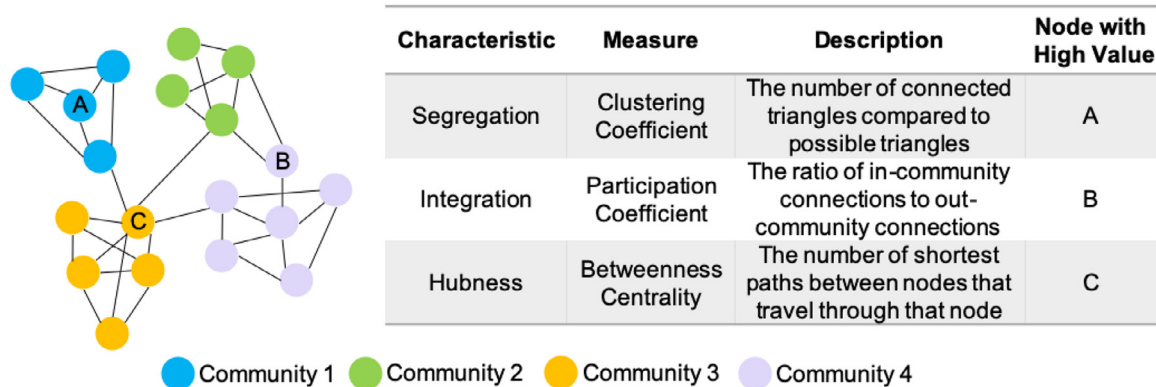 A
B
C
Characteristic Measure Description Node with
High Value
Segregation Clustering
Coefficient The number of connected
triangles compared to
possible triangles A
Integration Participation
Coefficient The ratio of in-community
connections to out-
community connections B
Hubness Betweenness
Centrality The number of shortest
paths between nodes that
travel through that node C
Community 1 Community 2 Community 3 Community 4